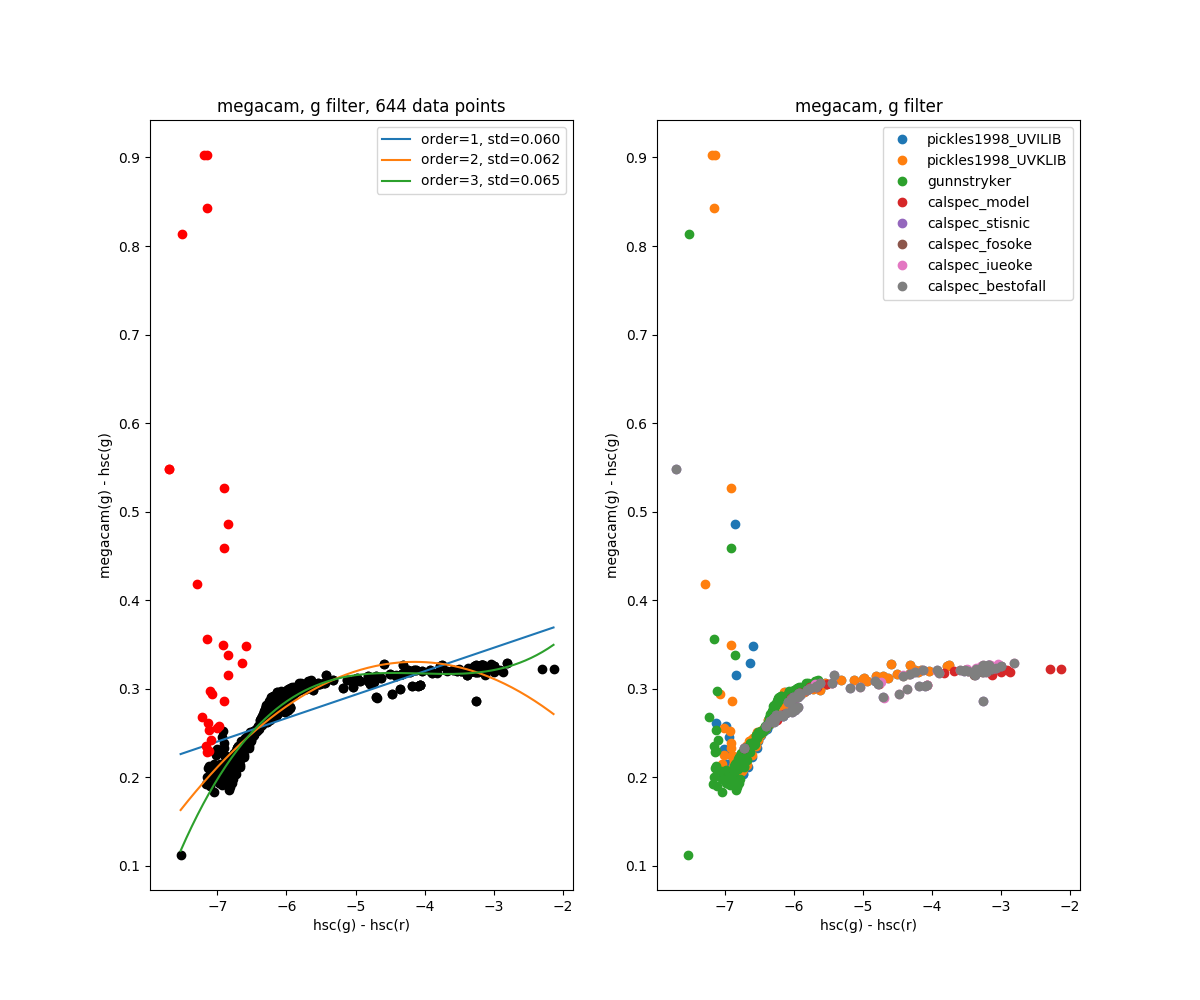 megacam, g filter, 644 data points
order=1, std=0.060
order=2, std=0.062
order=3, std=0.065
0.9
0.8
0.7
0.6
0.5
0.4
0.3
0.2
0.1
megacam(g) - hsc(g)
−7 −6 −5 −4 −3 −2
hsc(g) - hsc(r)
megacam, g filter
pickles1998_UVILIB
pickles1998_UVKLIB
gunnstryker
calspec_model
calspec_stisnic
calspec_fosoke
calspec_iueoke
calspec_bestofall
0.9
0.8
0.7
0.6
0.5
0.4
0.3
0.2
0.1
megacam(g) - hsc(g)
−7 −6 −5 −4 −3 −2
hsc(g) - hsc(r)